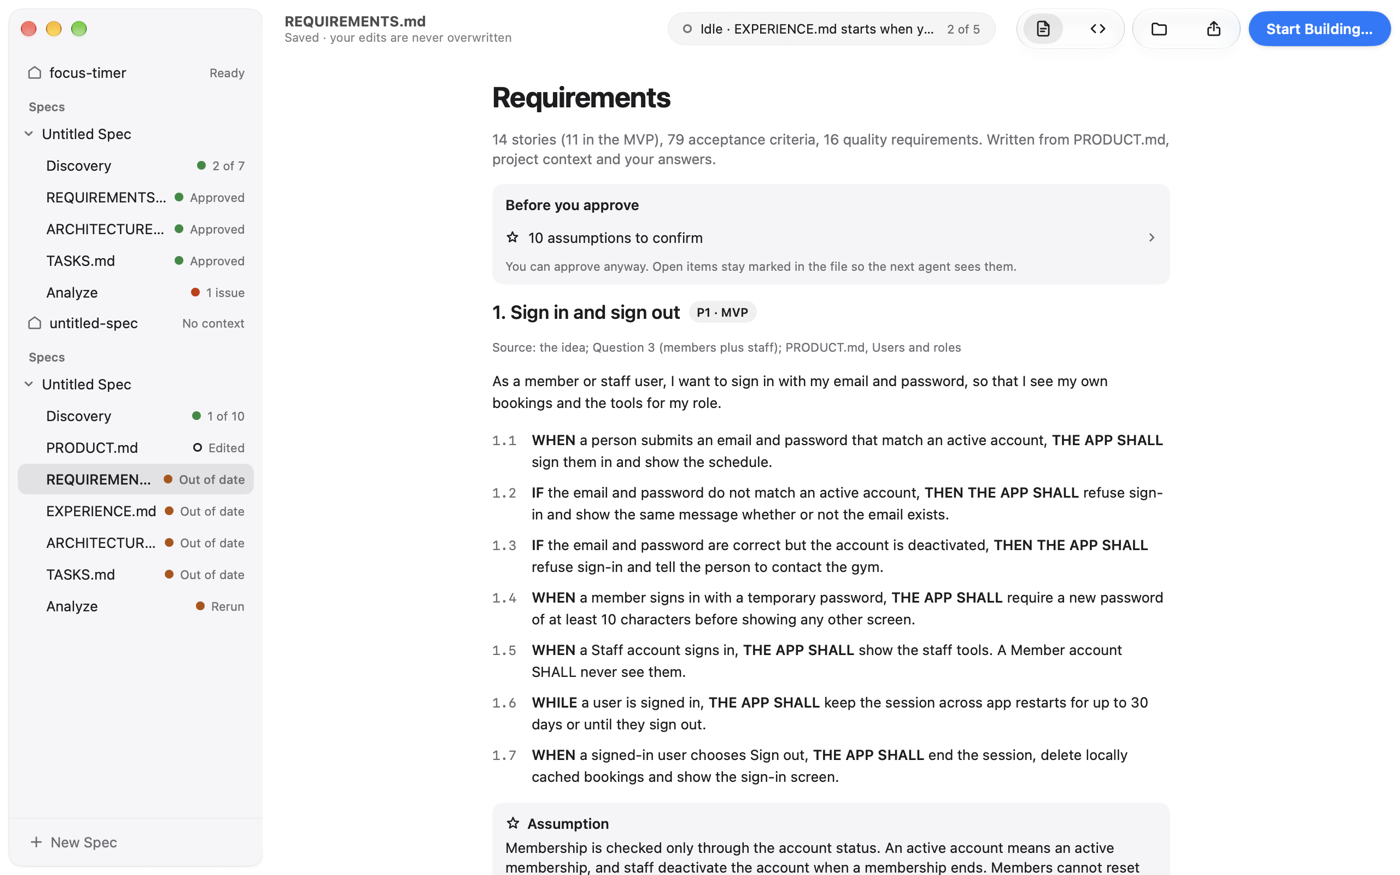 focus-timer Ready
Specs
Untitled Spec
Discovery 2 of 7
REQUIREMENTS... Approved
ARCHITECTURE... Approved
TASKS.md Approved
Analyze 1 issue
untitled-spec No context
Specs
Untitled Spec
Discovery 1 of 10
PRODUCT.md Edited
REQUIREMEN... Out of date
EXPERIENCE.md Out of date
ARCHITECTUR... Out of date
TASKS.md Out of date
Analyze Rerun
+ New Spec
REQUIREMENTS.md
Saved · your edits are never overwritten
Idle · EXPERIENCE.md starts when y... 2 of 5
Start Building...
Requirements
14 stories (11 in the MVP), 79 acceptance criteria, 16 quality requirements. Written from PRODUCT.md,
project context and your answers.
Before you approve
10 assumptions to confirm
You can approve anyway. Open items stay marked in the file so the next agent sees them.
1. Sign in and sign out P1 · MVP
Source: the idea; Question 3 (members plus staff); PRODUCT.md, Users and roles
As a member or staff user, I want to sign in with my email and password, so that I see my own
bookings and the tools for my role.
1.1 WHEN a person submits an email and password that match an active account, THE APP SHALL
sign them in and show the schedule.
1.2 IF the email and password do not match an active account, THEN THE APP SHALL refuse sign-
in and show the same message whether or not the email exists.
1.3 IF the email and password are correct but the account is deactivated, THEN THE APP SHALL
refuse sign-in and tell the person to contact the gym.
1.4 WHEN a member signs in with a temporary password, THE APP SHALL require a new password
of at least 10 characters before showing any other screen.
1.5 WHEN a Staff account signs in, THE APP SHALL show the staff tools. A Member account
SHALL never see them.
1.6 WHILE a user is signed in, THE APP SHALL keep the session across app restarts for up to 30
days or until they sign out.
1.7 WHEN a signed-in user chooses Sign out, THE APP SHALL end the session, delete locally
cached bookings and show the sign-in screen.
Assumption
Membership is checked only through the account status. An active account means an active
membership, and staff deactivate the account when a membership ends. Members cannot reset